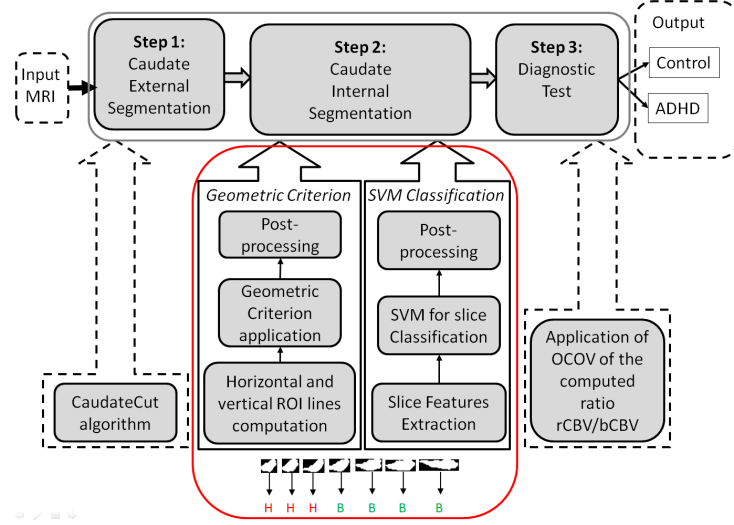 Input
MRI
Step 1:
Caudate
External
Segmentation
Step 2:
Caudate
Internal
Segmentation
Step 3:
Diagnostic
Test
Output
Control
ADHD
Geometric Criterion
Post-
processing
Geometric
Criterion
application
Horizontal and
vertical ROI lines
computation
SVM Classification
Post-
processing
SVM for slice
Classification
Slice Features
Extraction
CaudateCut
algorithm
Application of
OCOV of the
computed
ratio
rCBV/bCBV
H H H B B B B